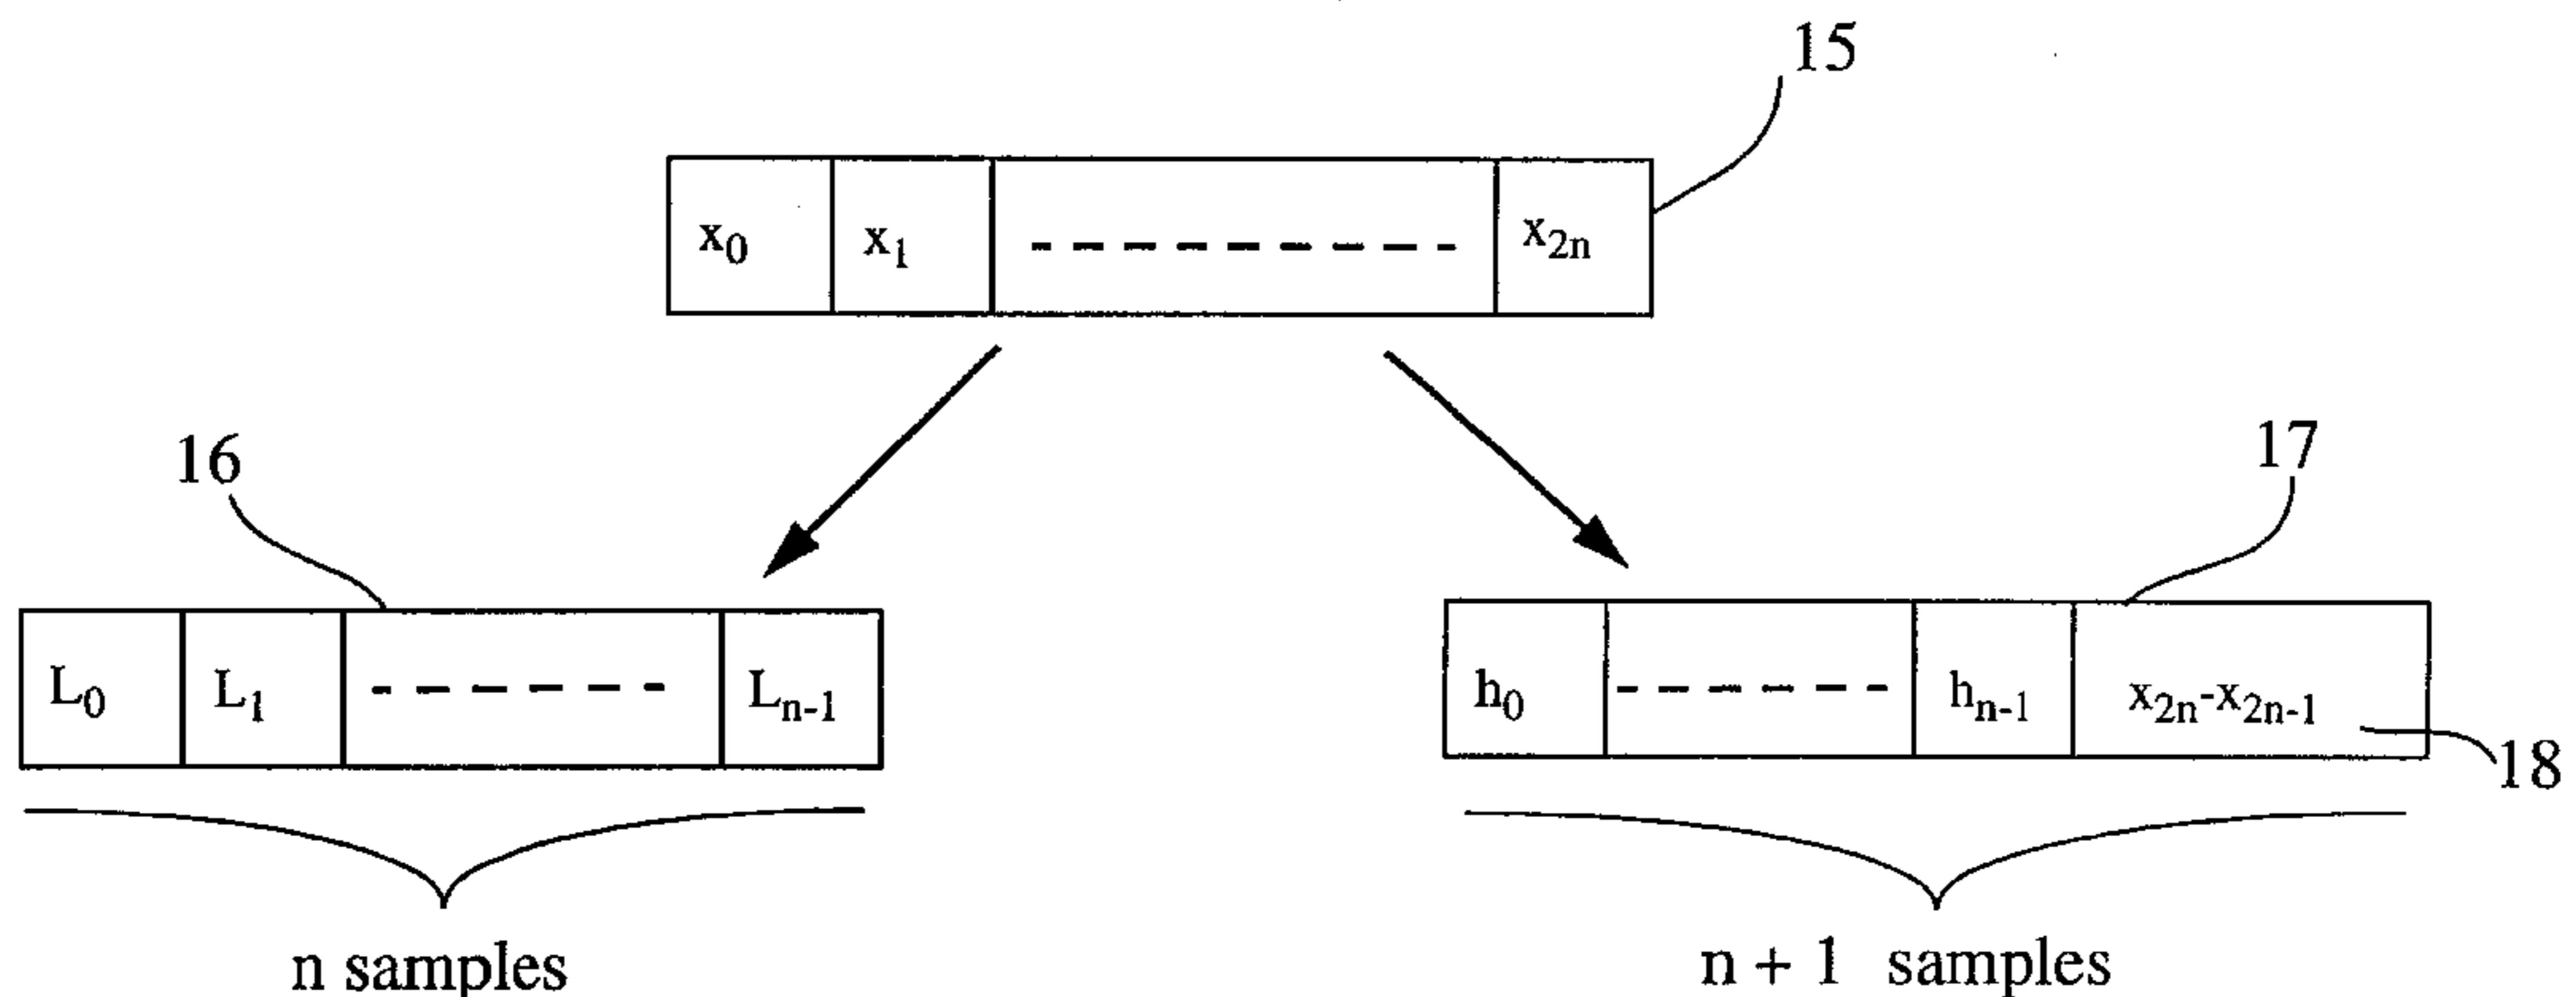 15
x₀ x₁ x₂ₙ
16
17
L₀ L₁ Lₙ₋₁
h₀ hₙ₋₁ x₂ₙ-x₂ₙ₋₁
18
n samples
n + 1 samples